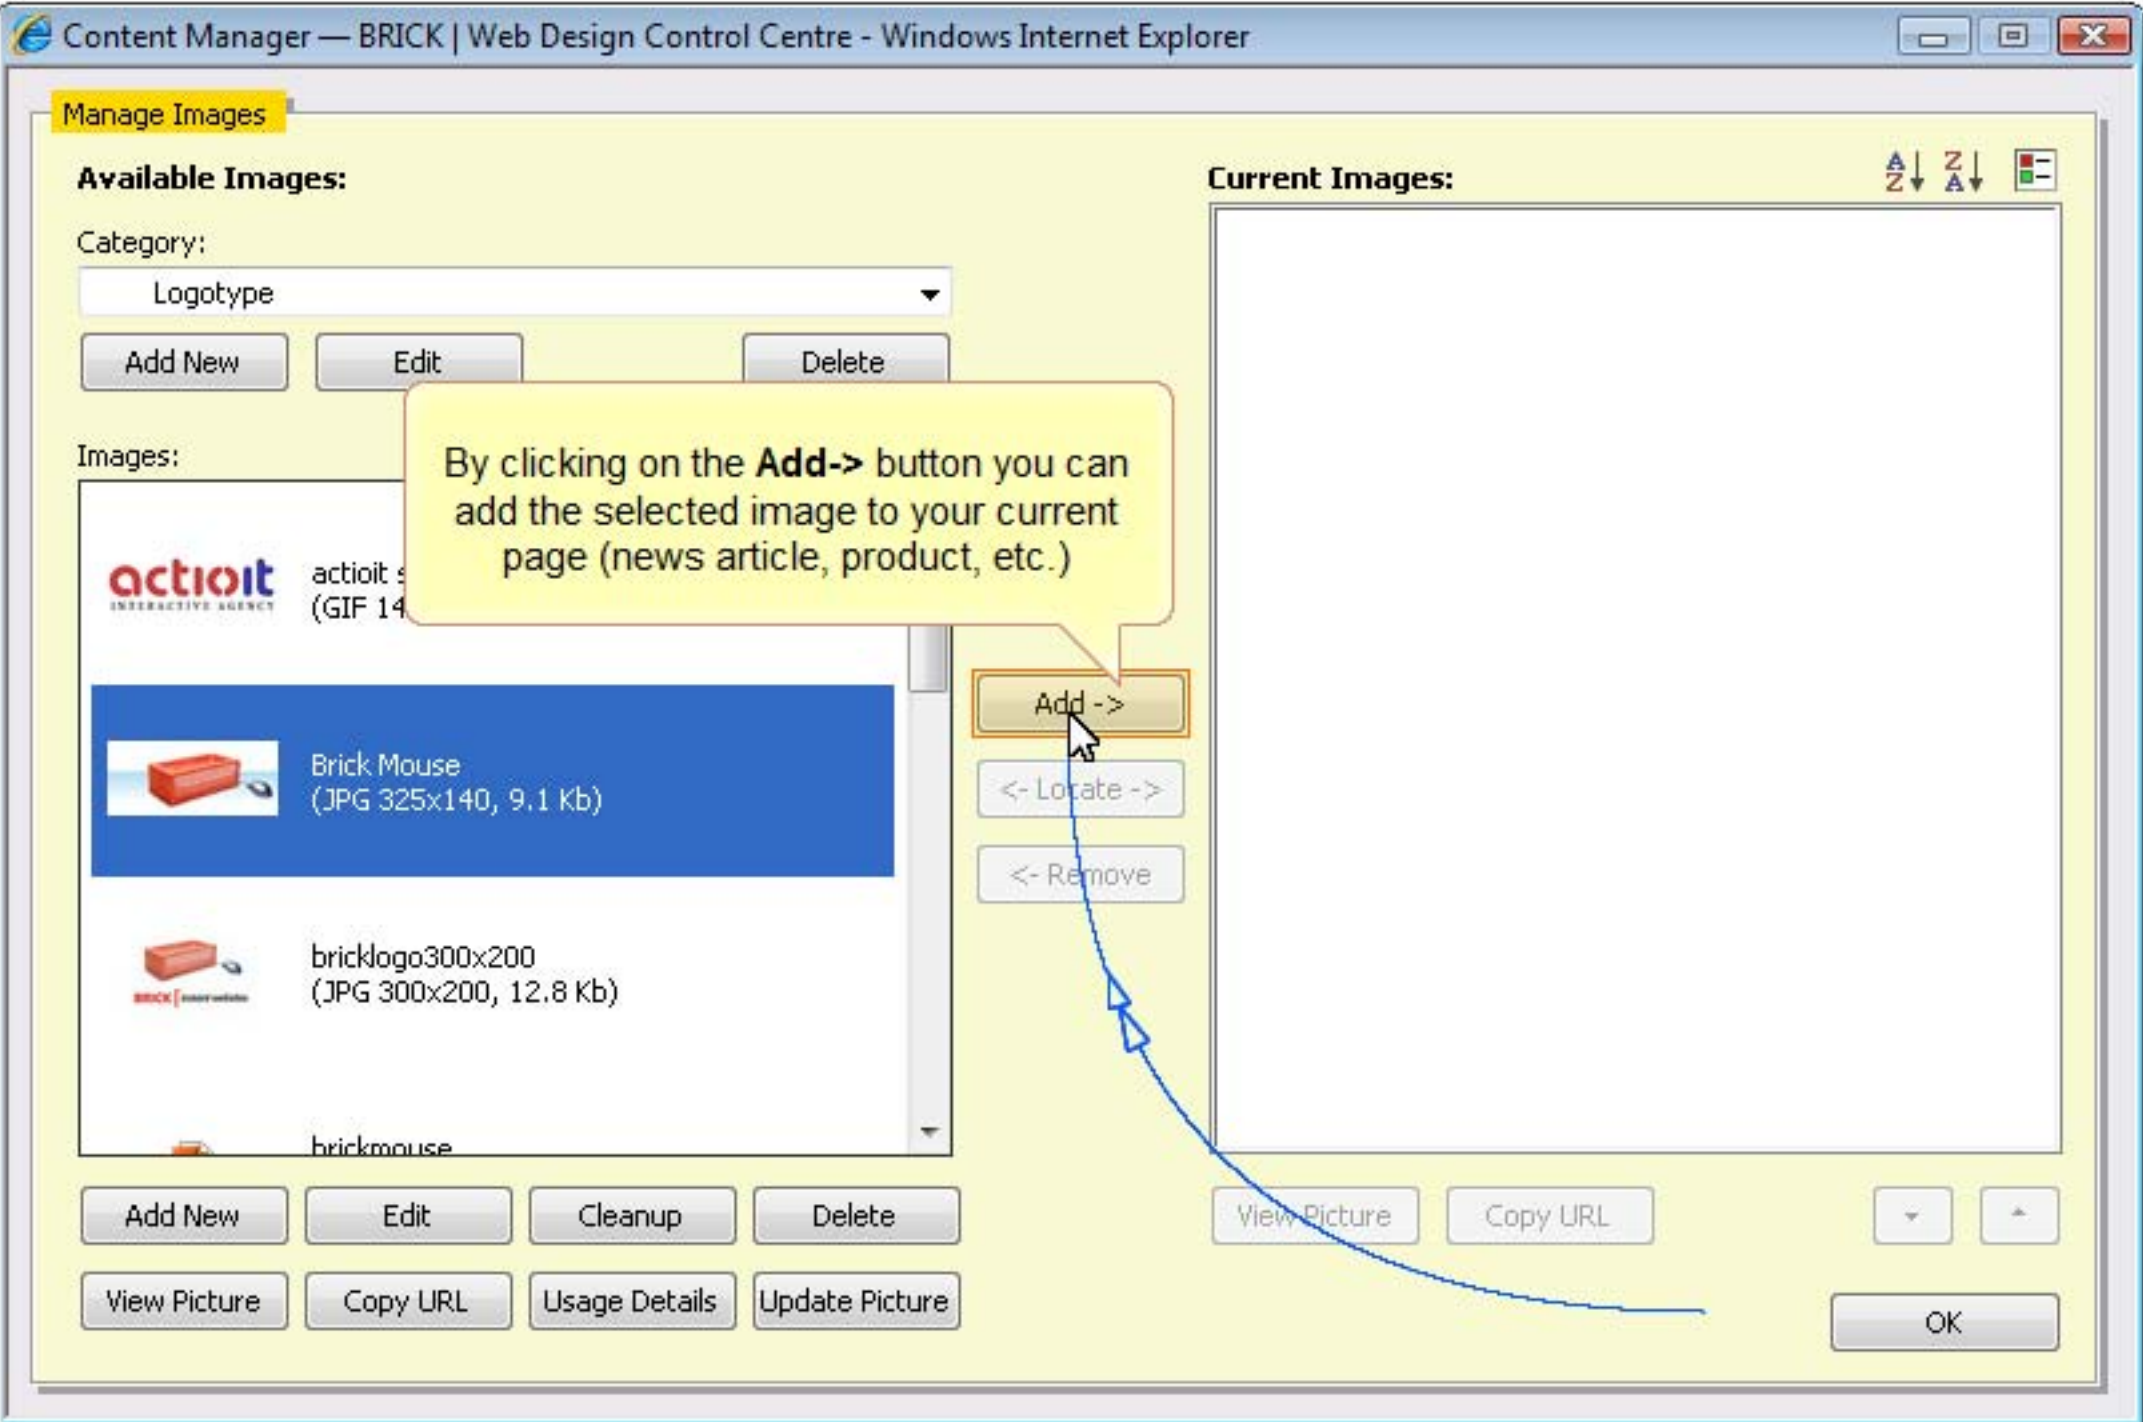 Content Manager — BRICK | Web Design Control Centre - Windows Internet Explorer
Manage Images
Available Images:
Category:
Logotype
Add New
Edit
Delete
By clicking on the Add-> button you can
add the selected image to your current
page (news article, product, etc.)
Images:
actioit
INTERACTIVE AGENCY
actioit s
(GIF 14
Brick Mouse
(JPG 325x140, 9.1 Kb)
BRICK
bricklogo300x200
(JPG 300x200, 12.8 Kb)
brickmouse
Add New
Edit
Cleanup
Delete
View Picture
Copy URL
Usage Details
Update Picture
Add ->
<- Locate ->
<- Remove
Current Images:
A
Z
Z
A
View Picture
Copy URL
OK